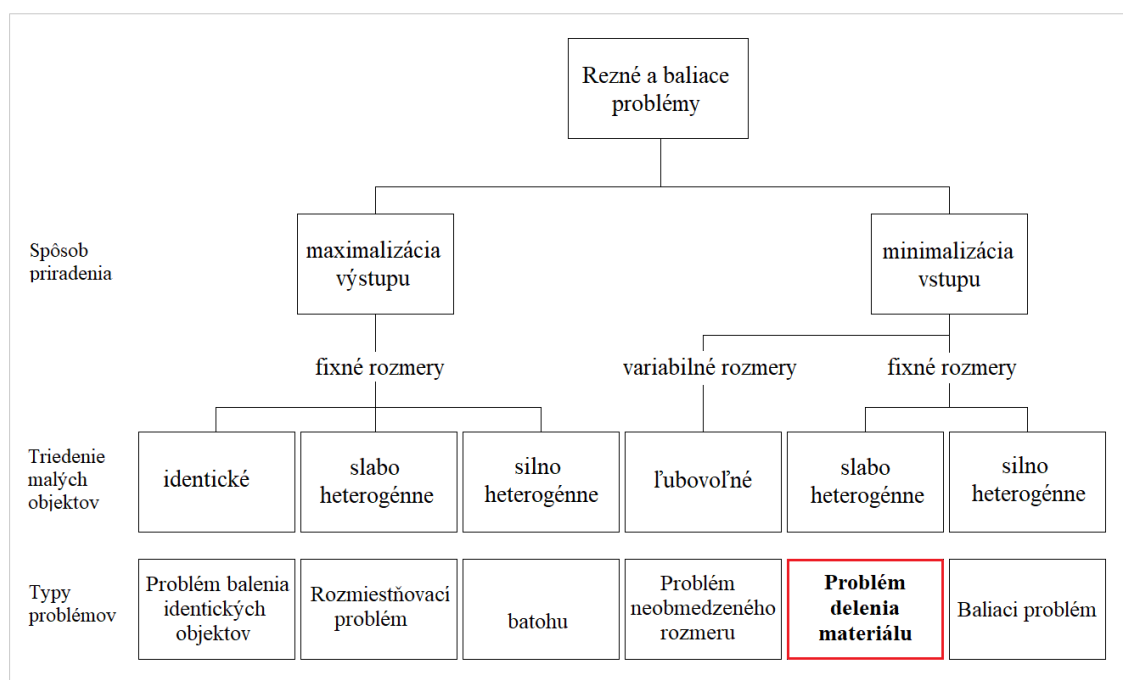 Rezné a baliace
problémy
Spôsob
priradenia
maximalizácia
výstupu
minimalizácia
vstupu
fixné rozmery
variabilné rozmery
fixné rozmery
Triedenie
malých
objektov
identické
slabo
heterogénne
silno
heterogénne
ľubovoľné
slabo
heterogénne
silno
heterogénne
Typy
problémov
Problém balenia
identických
objektov
Rozmiestňovací
problém
batohu
Problém
neobmedzeného
rozmeru
Problém
delenia
materiálu
Baliaci problém